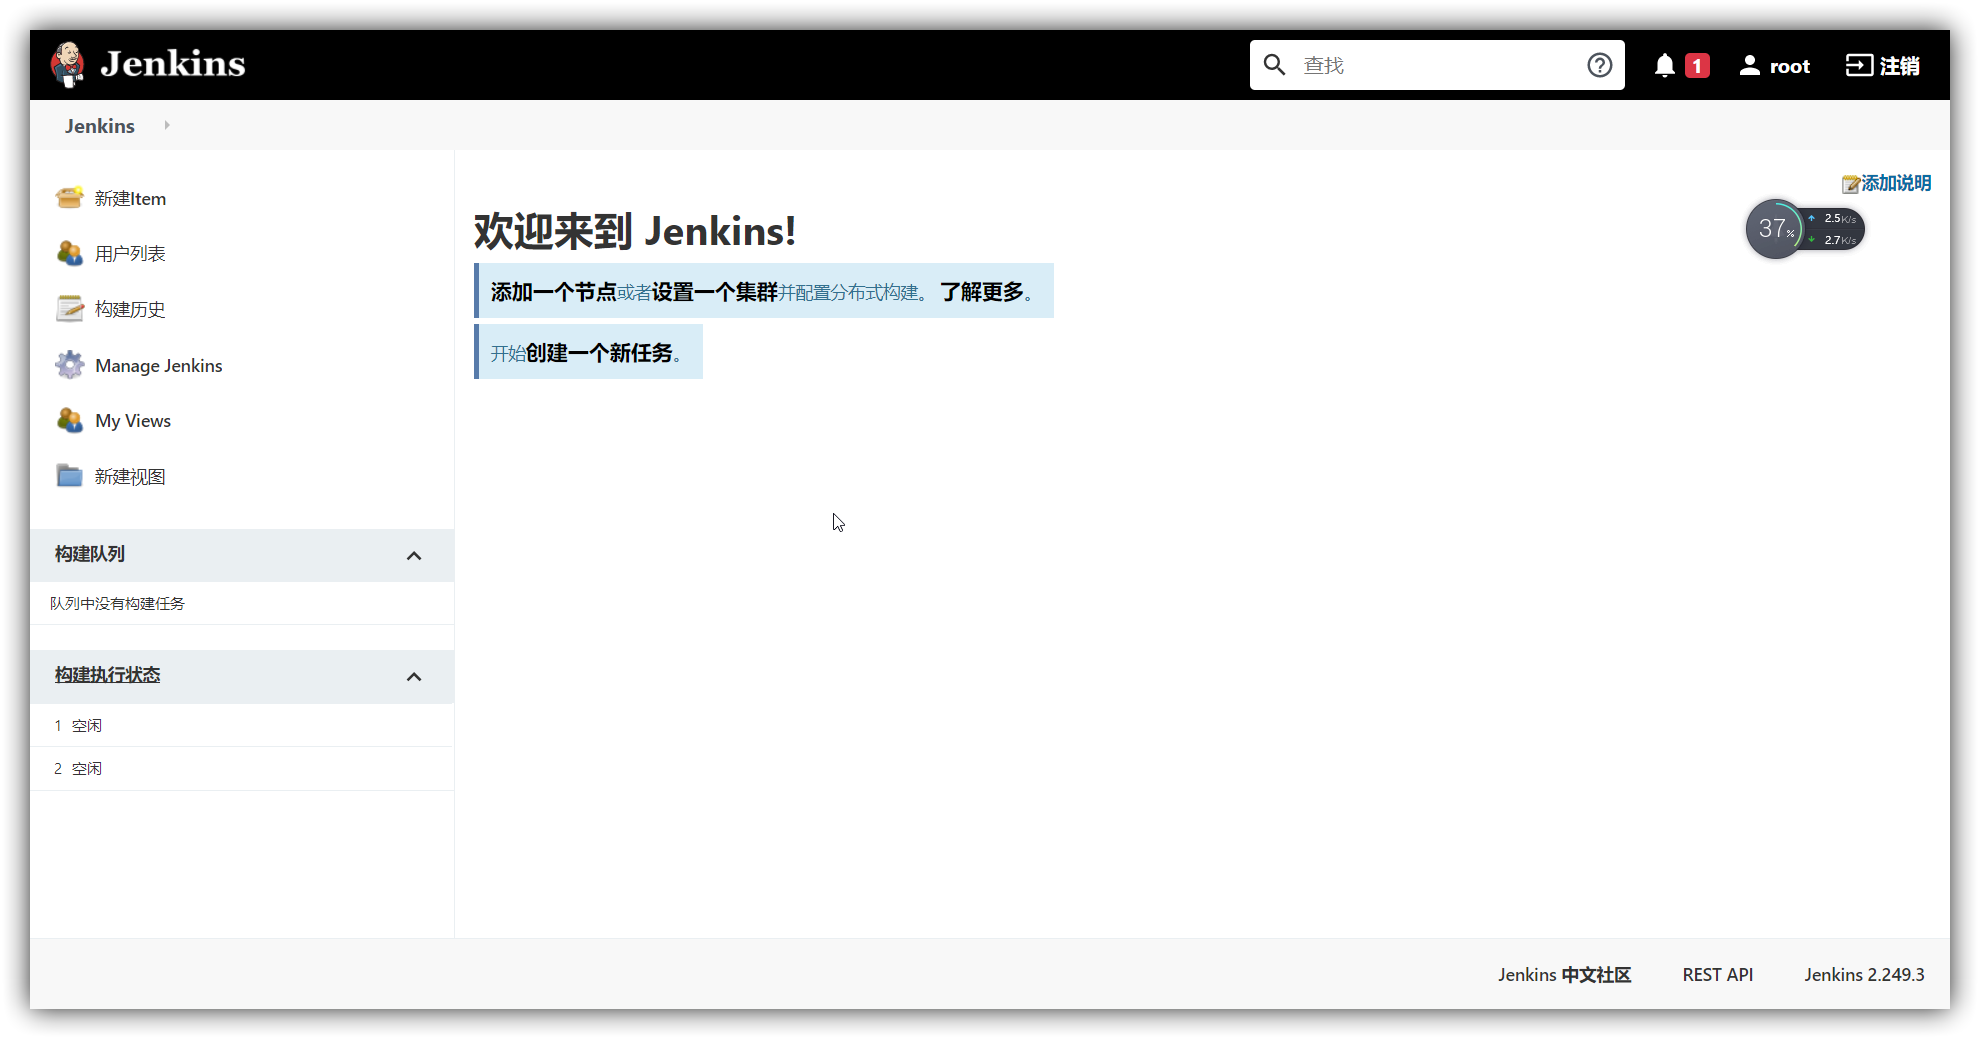 Jenkins
查找
1
root
注销
Jenkins
新建Item
用户列表
构建历史
Manage Jenkins
My Views
新建视图
构建队列
队列中没有构建任务
构建执行状态
1 空闲
2 空闲
添加说明
37%
2.5K/s
2.7K/s
欢迎来到 Jenkins!
添加一个节点或者设置一个集群并配置分布式构建。 了解更多。
开始创建一个新任务。
Jenkins 中文社区
REST API
Jenkins 2.249.3